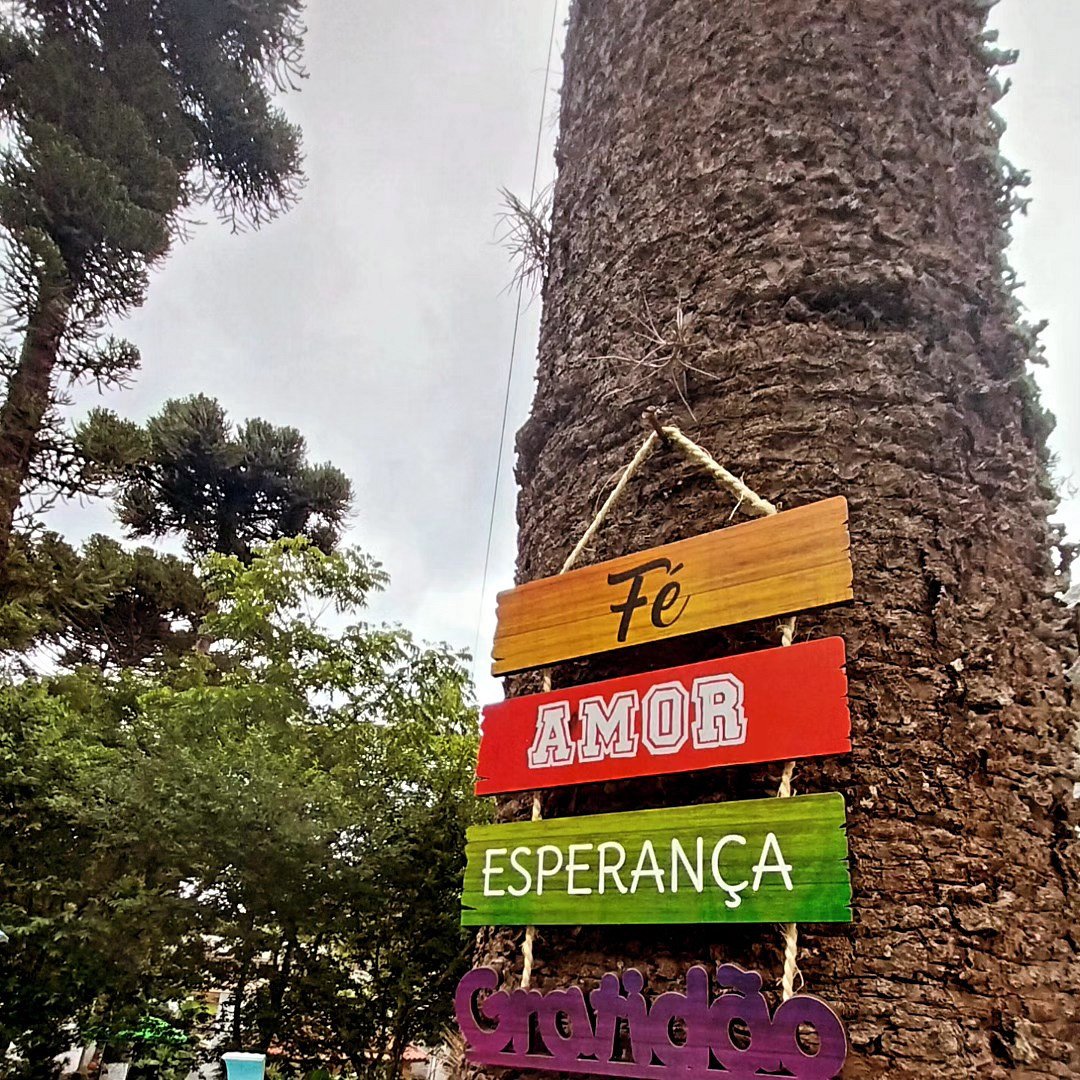 Fé
AMOR
ESPERANÇA
Gratidão